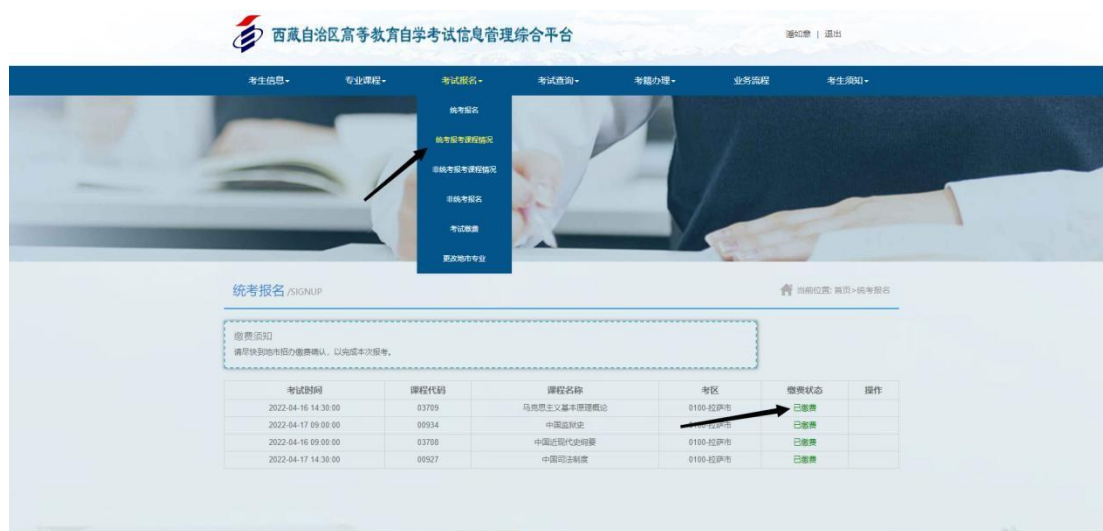 西藏自治区高等教育自学考试信息管理综合平台
潘如意 | 退出
考生信息 专业课程 考试报名 考试查询 考籍办理 业务流程 考生须知
统考报名
统考报考课程情况
非统考报考课程情况
非统考报名
考试缴费
更改地市专业
统考报名 /SIGNUP
当前位置: 首页>统考报名
缴费须知
请尽快到地市招办缴费确认，以完成本次报考。
考试时间 课程代码 课程名称 考区 缴费状态 操作
2022-04-16 14:30:00 03709 马克思主义基本原理概论 0100-拉萨市 已缴费
2022-04-17 09:00:00 00934 中国监狱史 0100-拉萨市 已缴费
2022-04-16 09:00:00 03708 中国近现代史纲要 0100-拉萨市 已缴费
2022-04-17 14:30:00 00927 中国司法制度 0100-拉萨市 已缴费